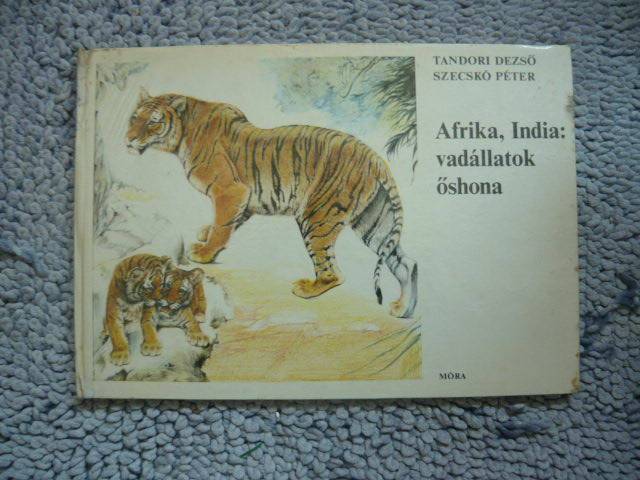 TANDORI DEZSŐ
SZECSKÓ PÉTER
Afrika, India:
vadállatok
őshona
MÓRA